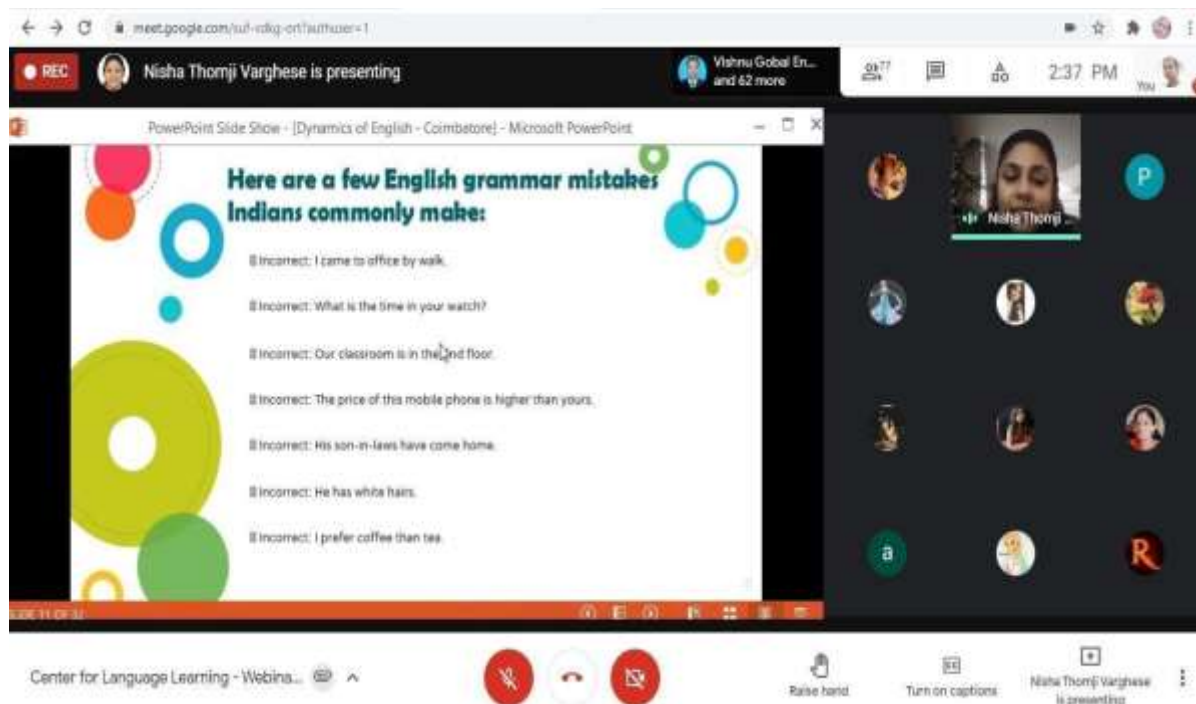 meet.google.com/
REC
Nisha Thomji Varghese is presenting
Vishnu Gobal En...
and 62 more
77
2:37 PM
You
PowerPoint Slide Show - [Dynamics of English - Coimbatore] - Microsoft PowerPoint
Here are a few English grammar mistakes
Indians commonly make:
Incorrect: I came to office by walk.
Incorrect: What is the time in your watch?
Incorrect: Our classroom is in the 2nd floor.
Incorrect: The price of this mobile phone is higher than yours.
Incorrect: His son-in-laws have come home.
Incorrect: He has white hairs.
Incorrect: I prefer coffee than tea.
Nisha Thomji ...
P
a
R
SLIDE 11 OF 32
Center for Language Learning - Webina...
Raise hand
Turn on captions
Nisha Thomji Varghese
is presenting